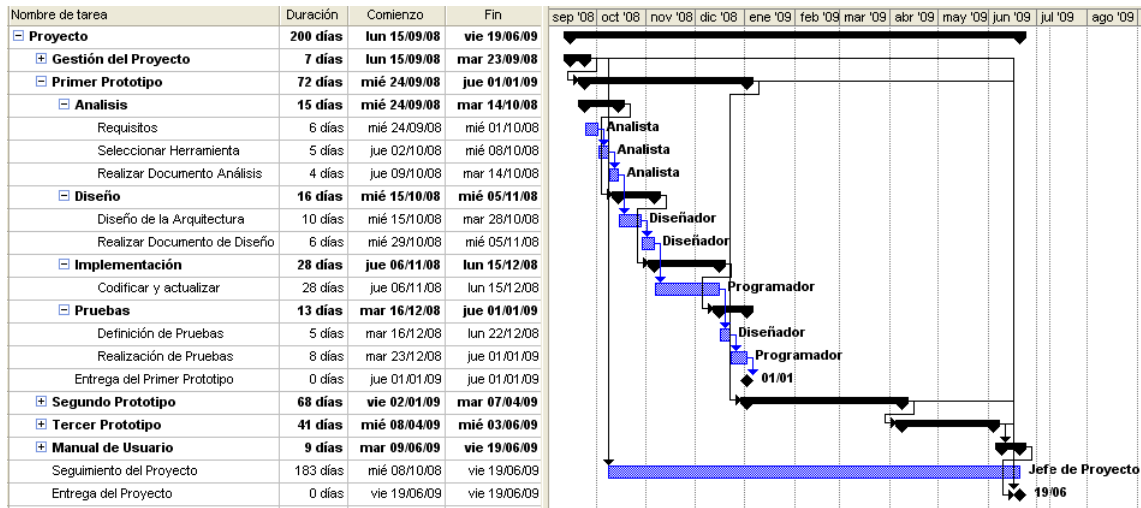 Nombre de tarea Duración Comienzo Fin sep '08 oct '08 nov '08 dic '08 ene '09 feb '09 mar '09 abr '09 may '09 jun '09 jul '09 ago '09
Proyecto 200 días lun 15/09/08 vie 19/06/09
Gestión del Proyecto 7 días lun 15/09/08 mar 23/09/08
Primer Prototipo 72 días mié 24/09/08 jue 01/01/09
Analisis 15 días mié 24/09/08 mar 14/10/08
Requisitos 6 días mié 24/09/08 mié 01/10/08 Analista
Seleccionar Herramienta 5 días jue 02/10/08 mié 08/10/08 Analista
Realizar Documento Análisis 4 días jue 09/10/08 mar 14/10/08 Analista
Diseño 16 días mié 15/10/08 mié 05/11/08
Diseño de la Arquitectura 10 días mié 15/10/08 mar 28/10/08 Diseñador
Realizar Documento de Diseño 6 días mié 29/10/08 mié 05/11/08 Diseñador
Implementación 28 días jue 06/11/08 lun 15/12/08
Codificar y actualizar 28 días jue 06/11/08 lun 15/12/08 Programador
Pruebas 13 días mar 16/12/08 jue 01/01/09
Definición de Pruebas 5 días mar 16/12/08 lun 22/12/08 Diseñador
Realización de Pruebas 8 días mar 23/12/08 jue 01/01/09 Programador
Entrega del Primer Prototipo 0 días jue 01/01/09 jue 01/01/09 01/01
Segundo Prototipo 68 días vie 02/01/09 mar 07/04/09
Tercer Prototipo 41 días mié 08/04/09 mié 03/06/09
Manual de Usuario 9 días mar 09/06/09 vie 19/06/09
Seguimiento del Proyecto 183 días mié 08/10/08 vie 19/06/09 Jefe de Proyecto
Entrega del Proyecto 0 días vie 19/06/09 vie 19/06/09 19/06